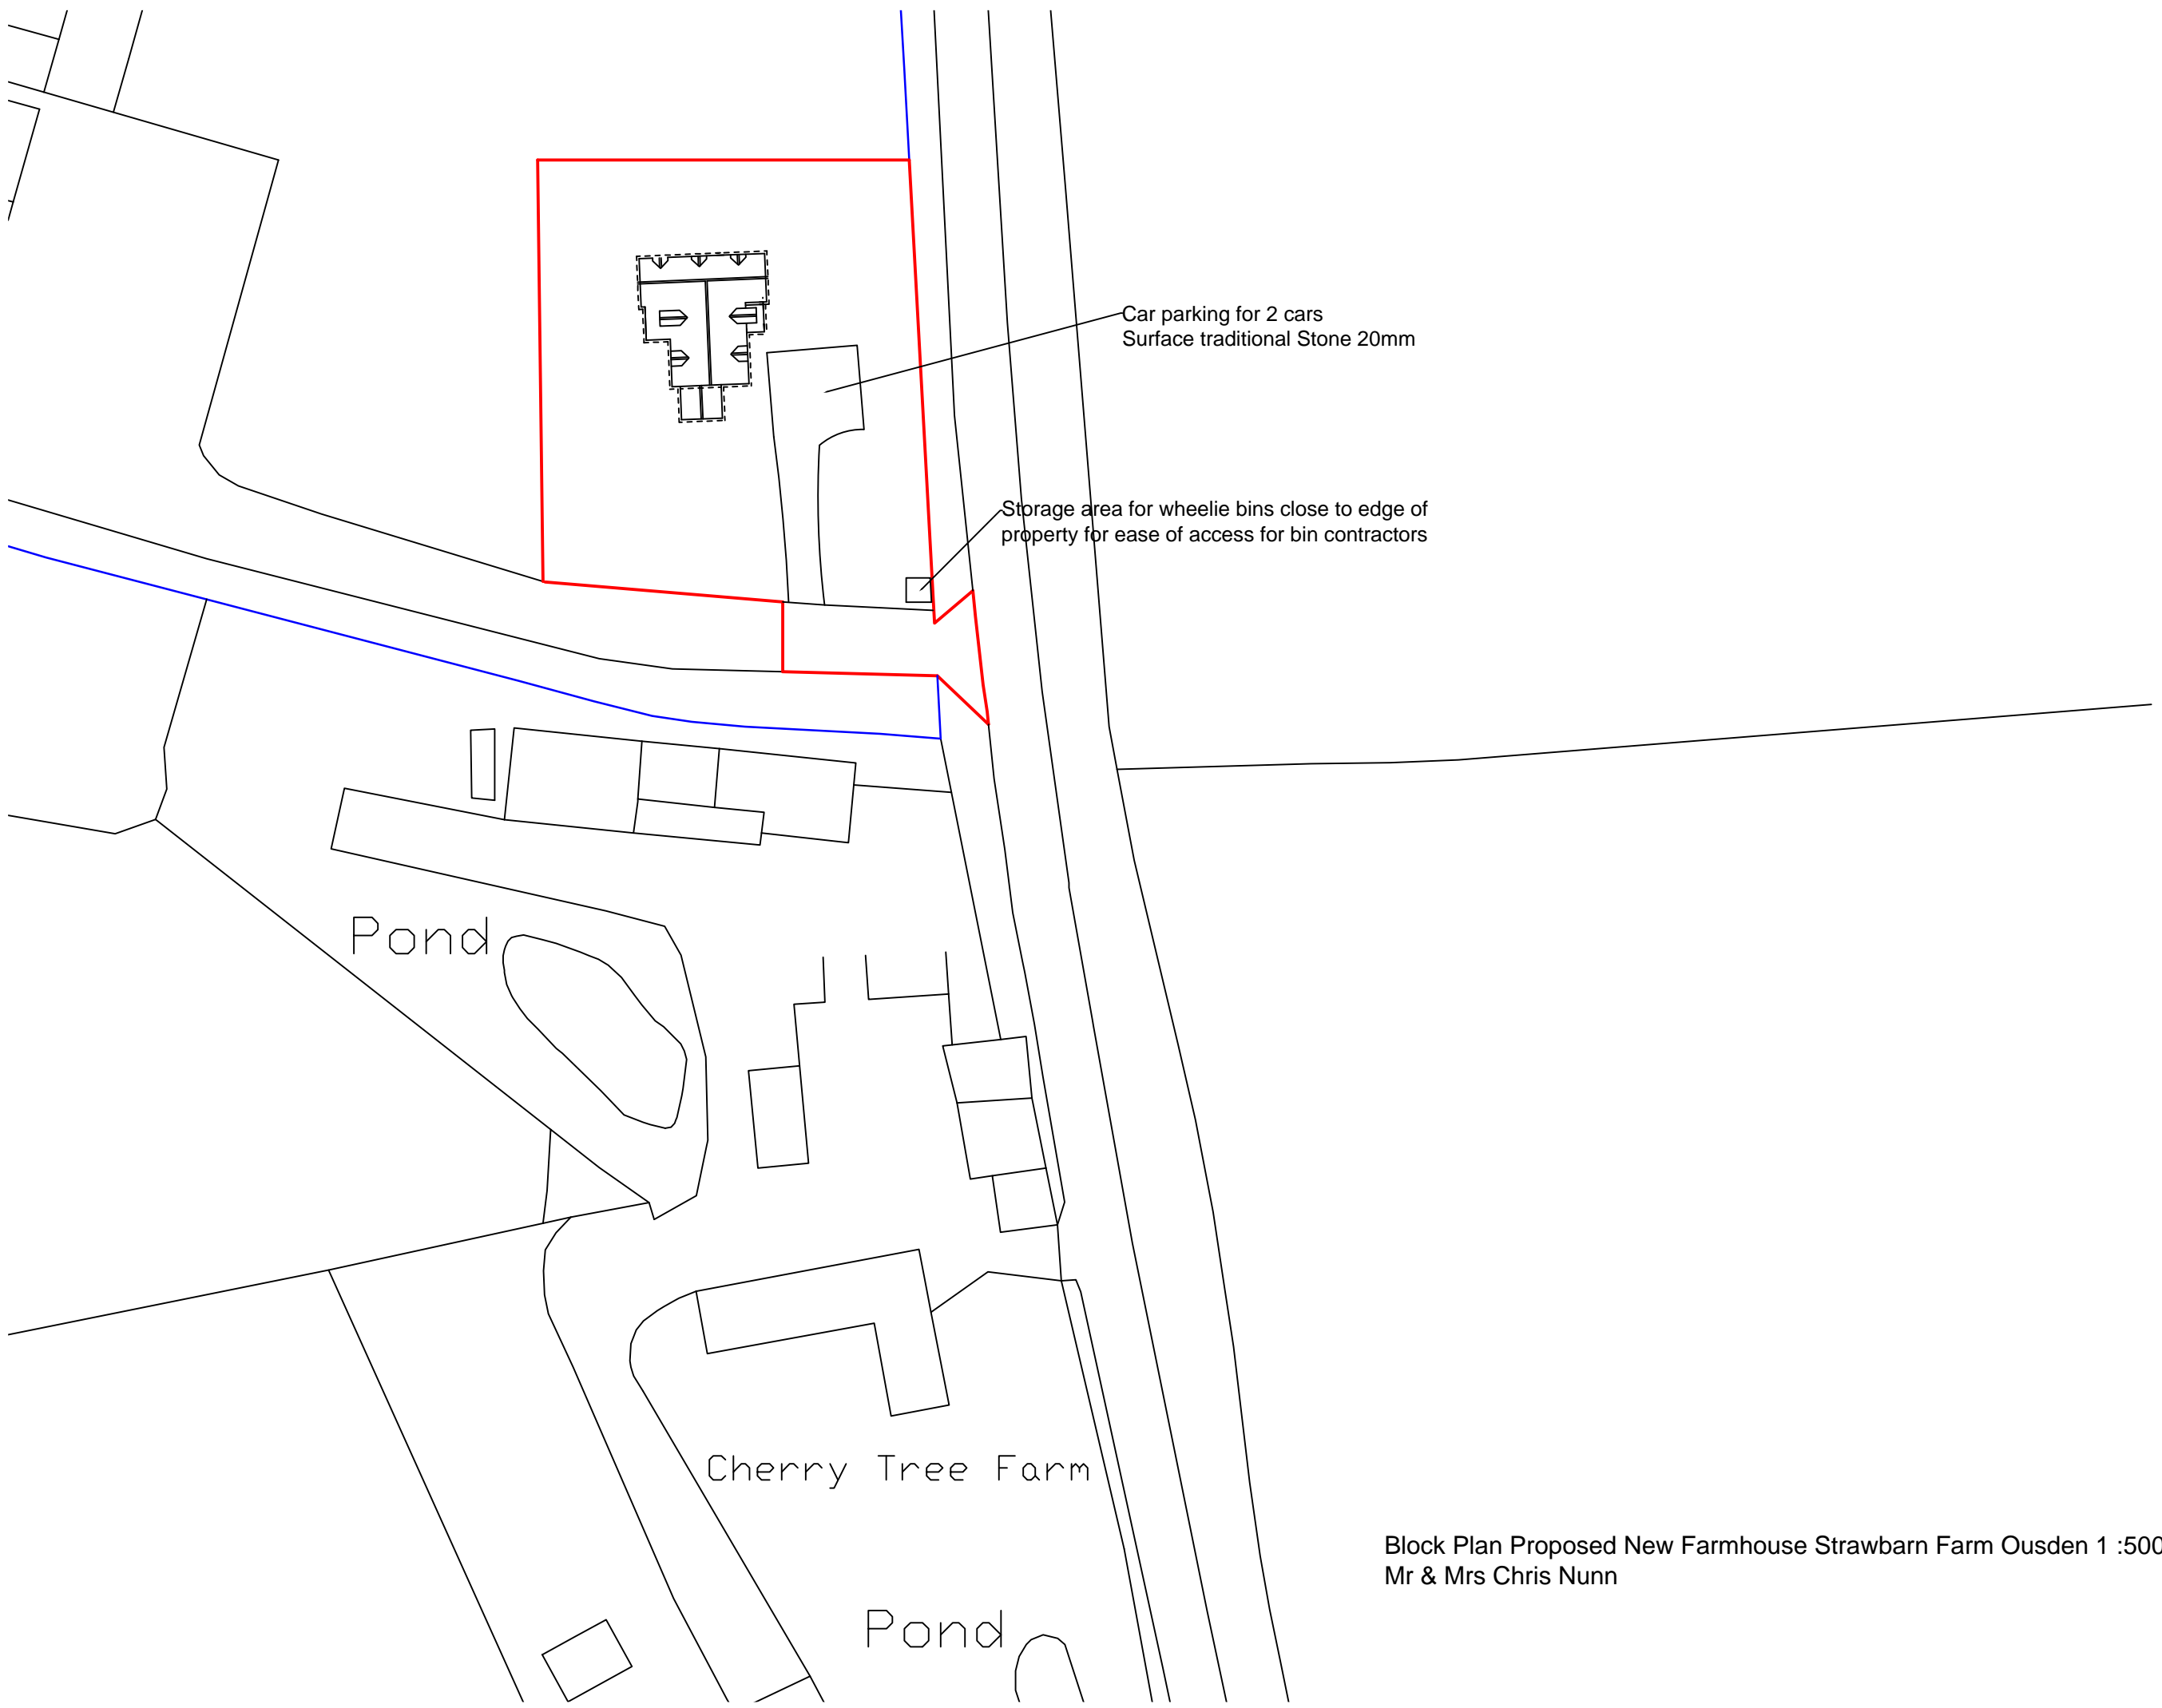 Car parking for 2 cars
Surface traditional Stone 20mm
Storage area for wheelie bins close to edge of
property for ease of access for bin contractors
Pond
Cherry Tree Farm
Block Plan Proposed New Farmhouse Strawbarn Farm Ousden 1 :500
Mr & Mrs Chris Nunn
Pond